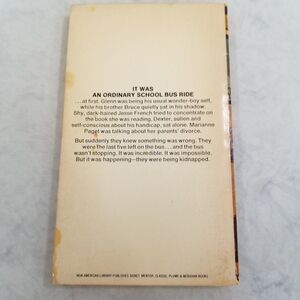 IT WAS
AN ORDINARY SCHOOL BUS RIDE
....at first. Glenn was being his usual wonder-boy self,
while his brother Bruce quietly sat in his shadow.
Shy, dark-haired Jesse French tried to concentrate on
the book she was reading. Dexter, sullen and
self-conscious about his handicap, sat alone. Marianne
Paget was talking about her parents' divorce.
But suddenly they knew something was wrong. They
were the last five left on the bus ....and the bus
wasn't stopping. It was incredible. It was impossible.
But it was happening—they were being kidnapped.
NEW AMERICAN LIBRARY PUBLISHES SIGNET, MENTOR, CLASSIC, PLUME & MERIDIAN BOOKS